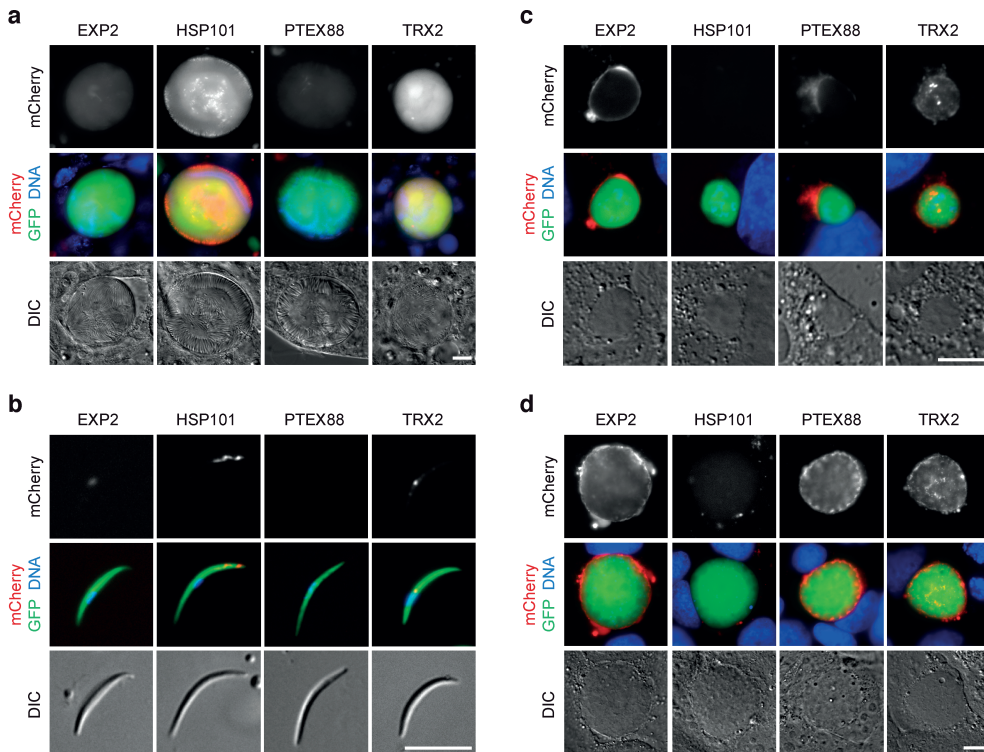 a
EXP2 HSP101 PTEX88 TRX2
mCherry
mCherry
GFP DNA
DIC
b
EXP2 HSP101 PTEX88 TRX2
mCherry
mCherry
GFP DNA
DIC
c
EXP2 HSP101 PTEX88 TRX2
mCherry
mCherry
GFP DNA
DIC
d
EXP2 HSP101 PTEX88 TRX2
mCherry
mCherry
GFP DNA
DIC